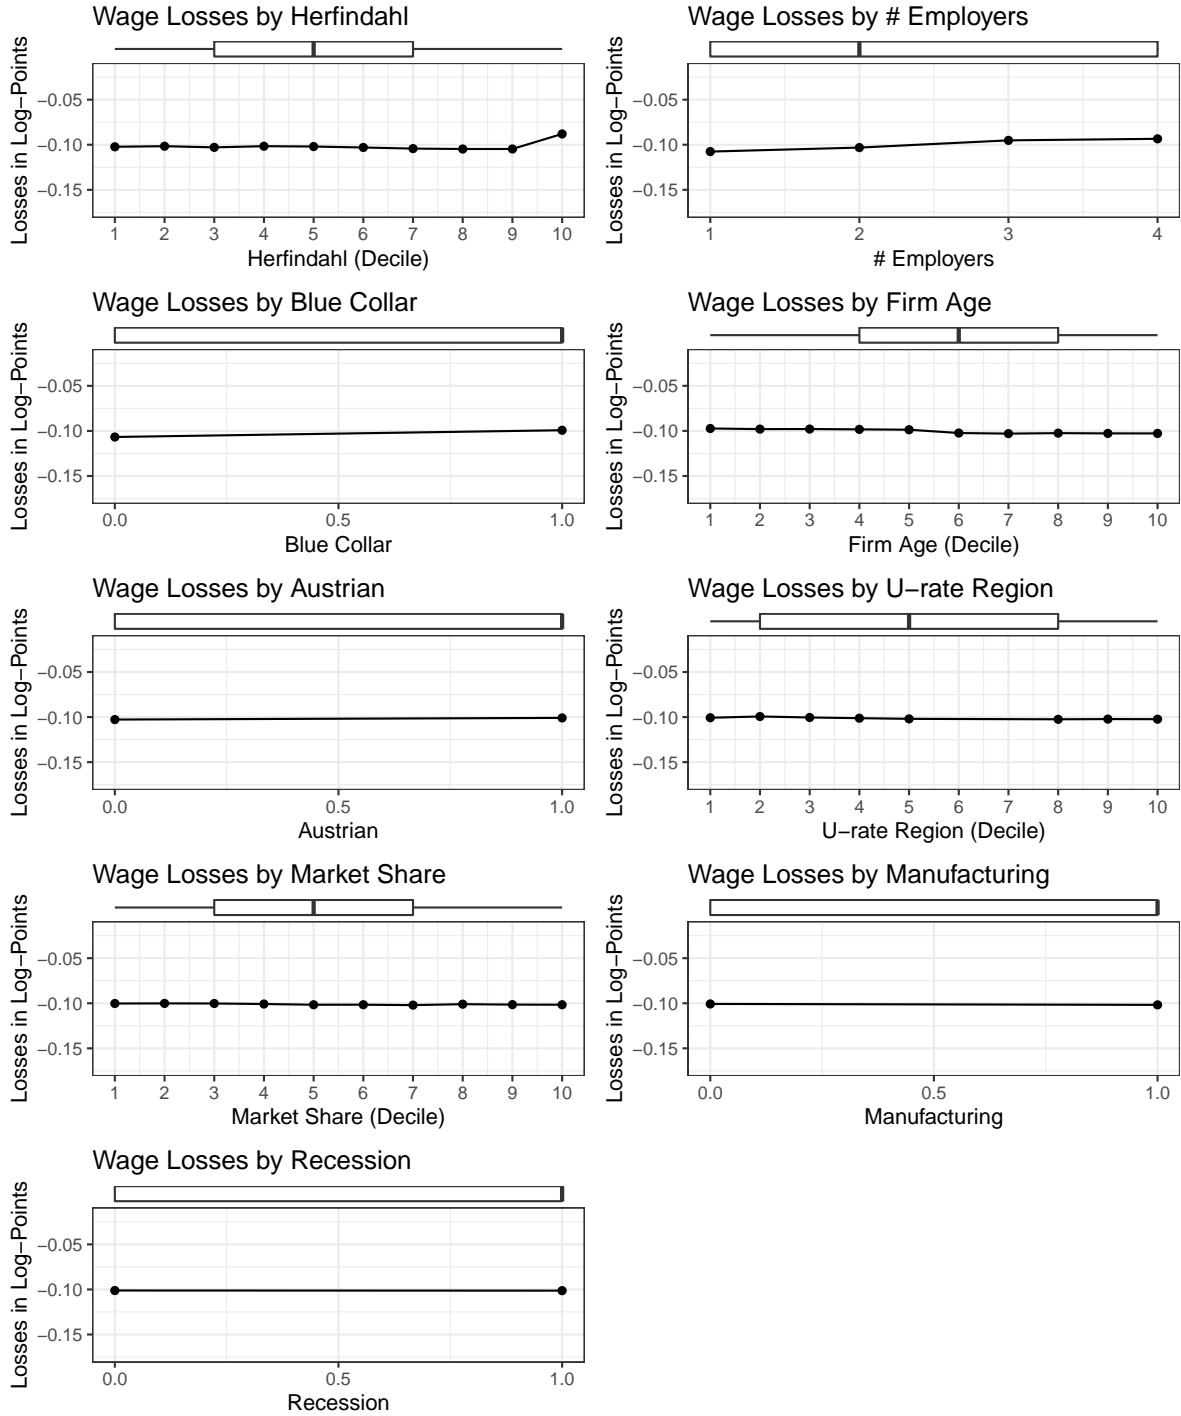 Wage Losses by Herfindahl
Losses in Log−Points
−0.05
−0.10
−0.15
1 2 3 4 5 6 7 8 9 10
Herfindahl (Decile)
Wage Losses by # Employers
Losses in Log−Points
−0.05
−0.10
−0.15
1 2 3 4
# Employers
Wage Losses by Blue Collar
Losses in Log−Points
−0.05
−0.10
−0.15
0.0 0.5 1.0
Blue Collar
Wage Losses by Firm Age
Losses in Log−Points
−0.05
−0.10
−0.15
1 2 3 4 5 6 7 8 9 10
Firm Age (Decile)
Wage Losses by Austrian
Losses in Log−Points
−0.05
−0.10
−0.15
0.0 0.5 1.0
Austrian
Wage Losses by U−rate Region
Losses in Log−Points
−0.05
−0.10
−0.15
1 2 3 4 5 6 7 8 9 10
U−rate Region (Decile)
Wage Losses by Market Share
Losses in Log−Points
−0.05
−0.10
−0.15
1 2 3 4 5 6 7 8 9 10
Market Share (Decile)
Wage Losses by Manufacturing
Losses in Log−Points
−0.05
−0.10
−0.15
0.0 0.5 1.0
Manufacturing
Wage Losses by Recession
Losses in Log−Points
−0.05
−0.10
−0.15
0.0 0.5 1.0
Recession